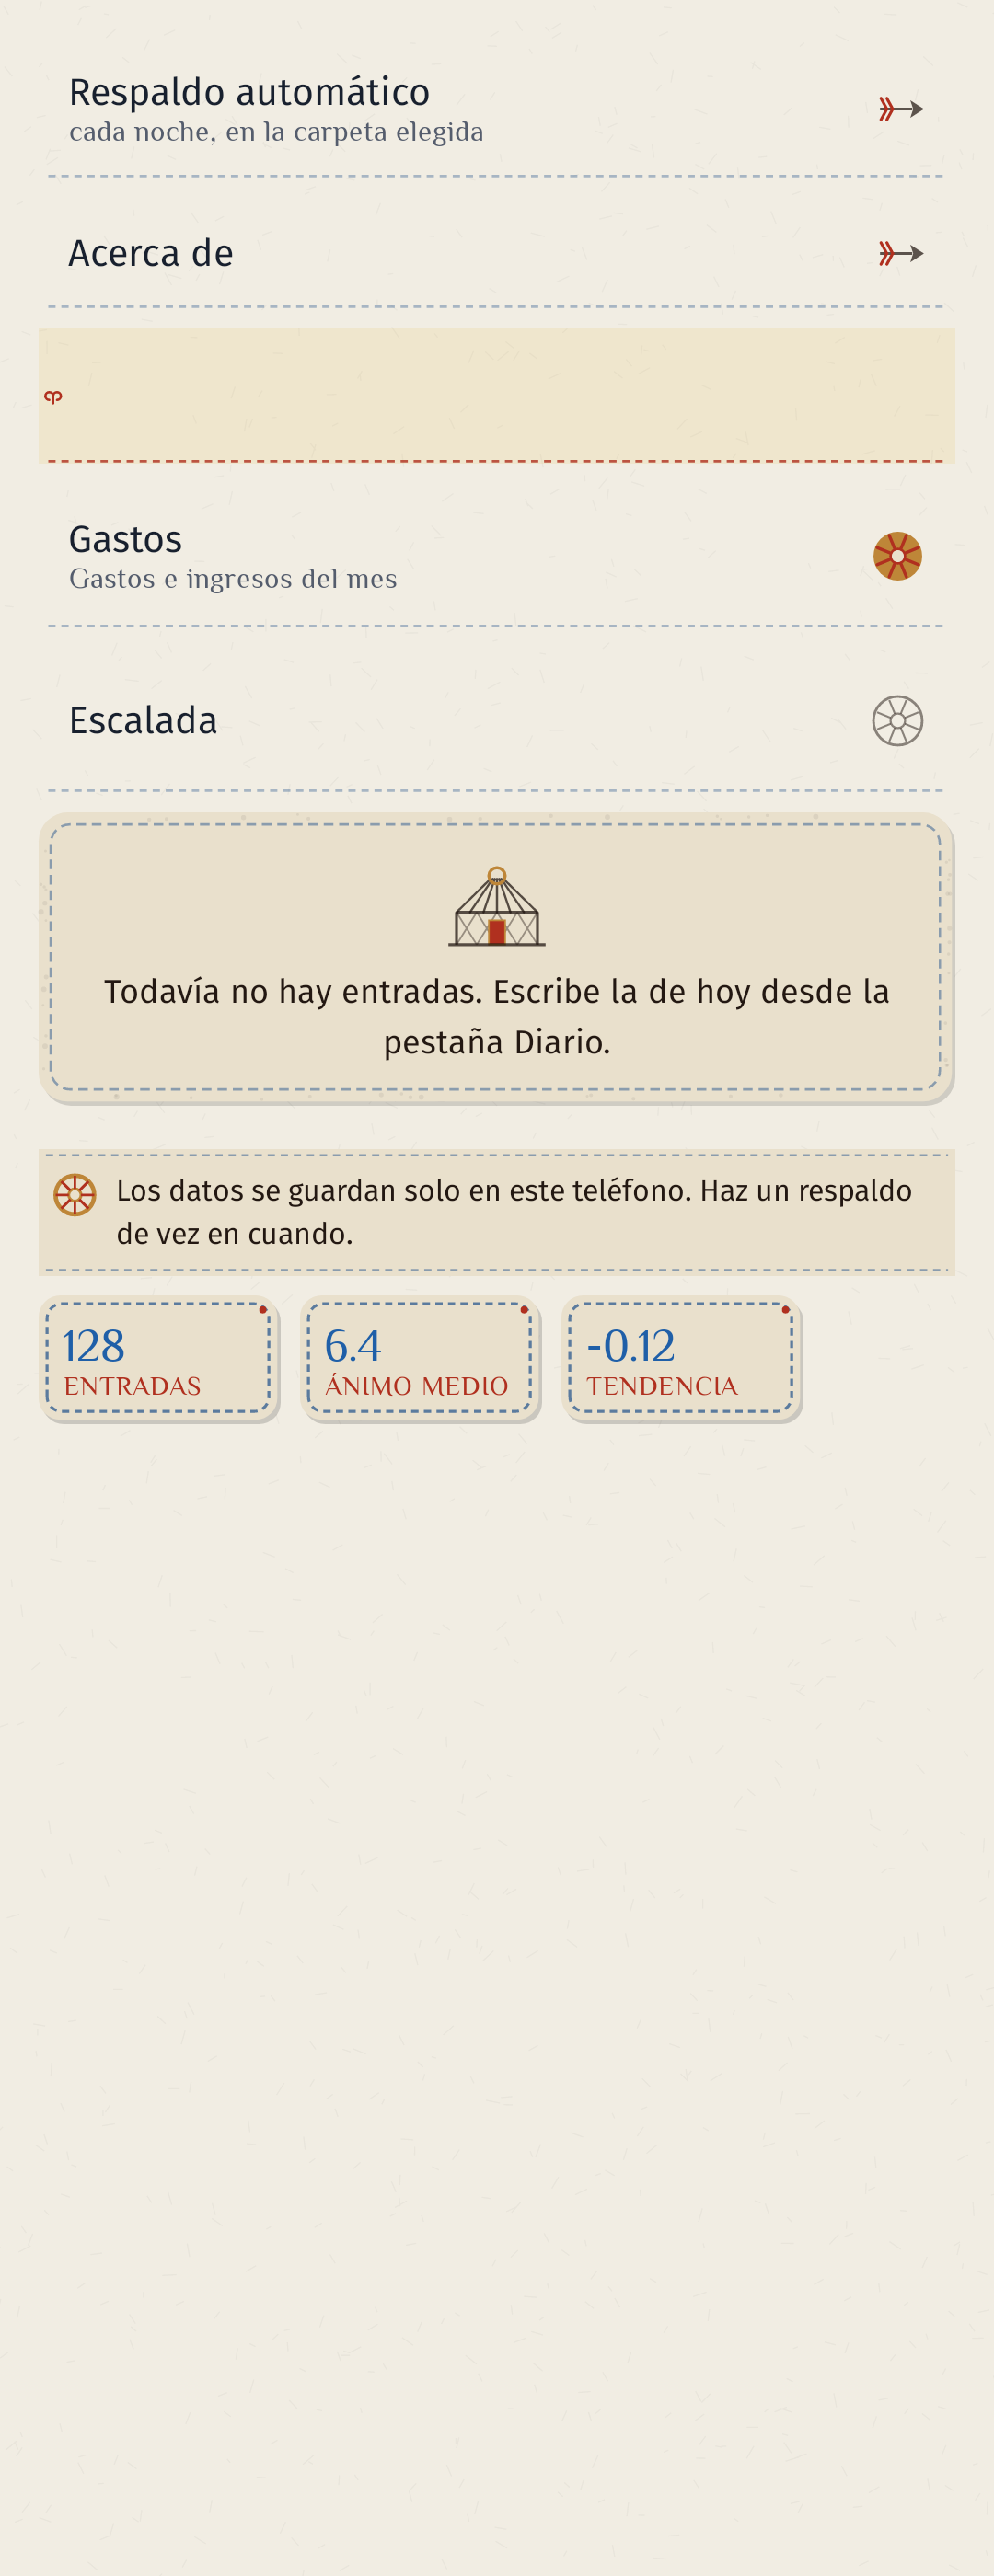 Respaldo automático
cada noche, en la carpeta elegida
Acerca de
Gastos
Gastos e ingresos del mes
Escalada
Todavía no hay entradas. Escribe la de hoy desde la
pestaña Diario.
Los datos se guardan solo en este teléfono. Haz un respaldo
de vez en cuando.
128
ENTRADAS
6.4
ÁNIMO MEDIO
-0.12
TENDENCIA